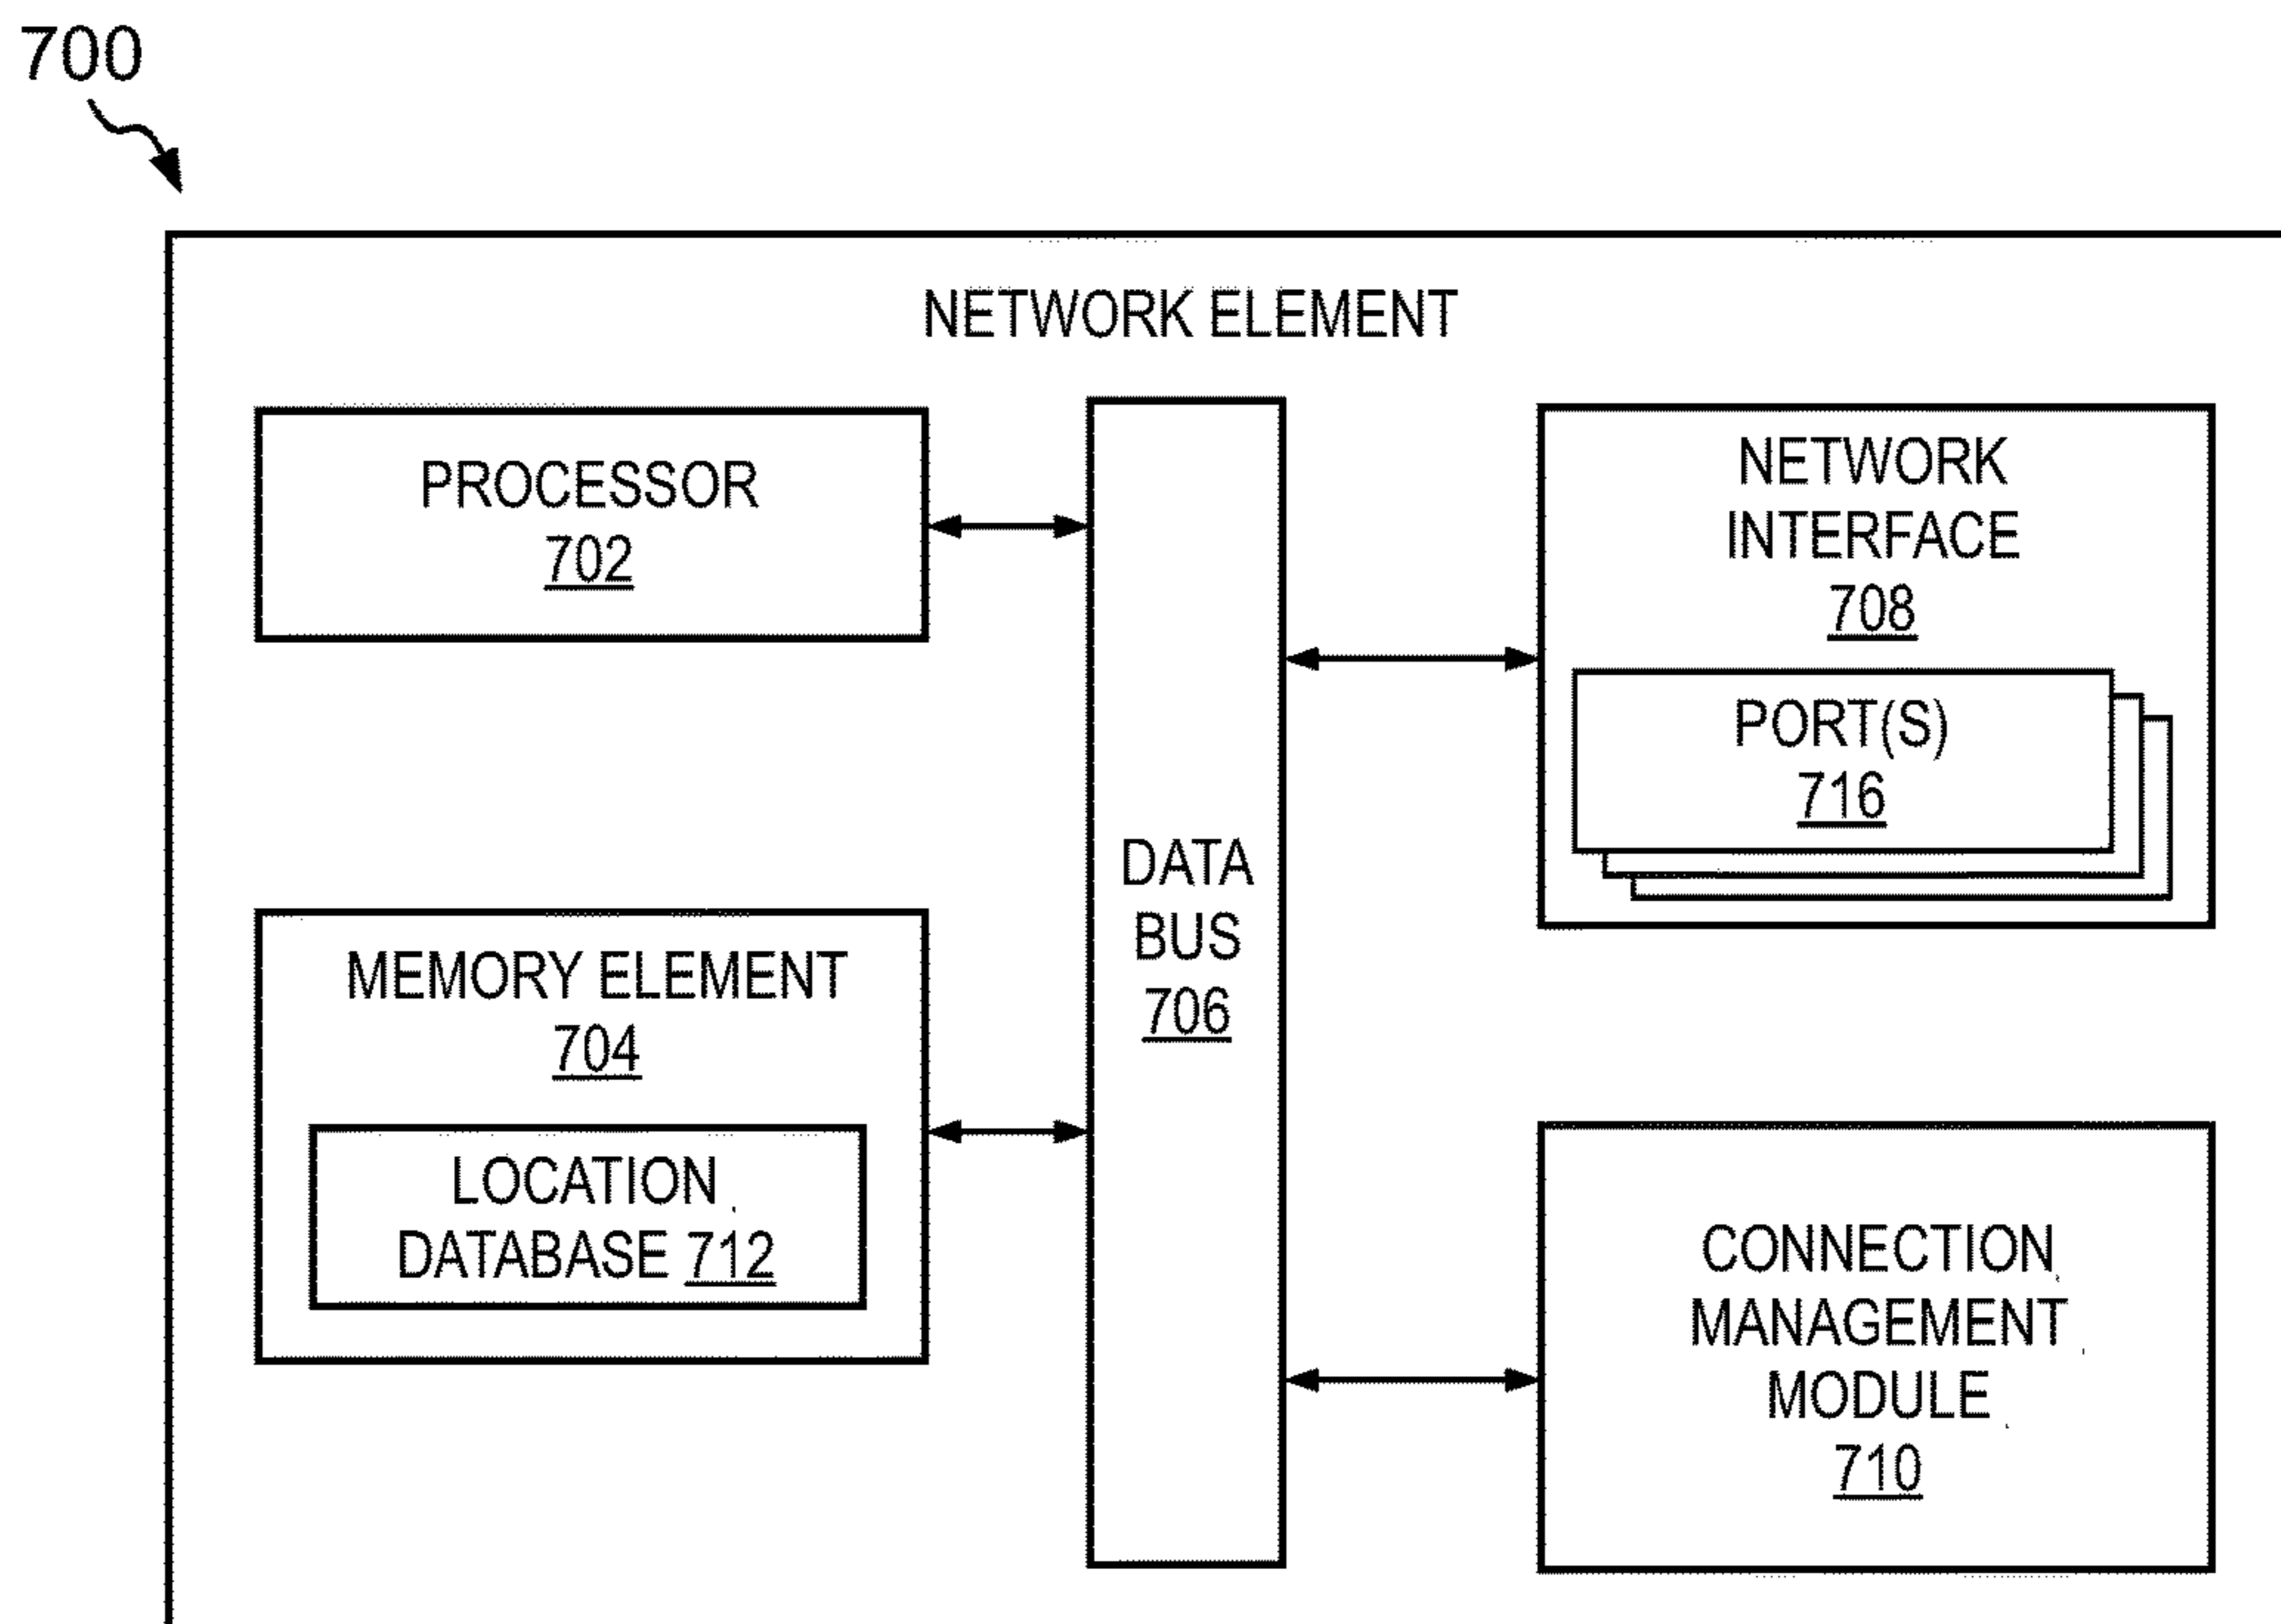 700
NETWORK ELEMENT
PROCESSOR
702
MEMORY ELEMENT
704
LOCATION
DATABASE 712
DATA
BUS
706
NETWORK
INTERFACE
708
PORT(S)
716
CONNECTION
MANAGEMENT
MODULE
710